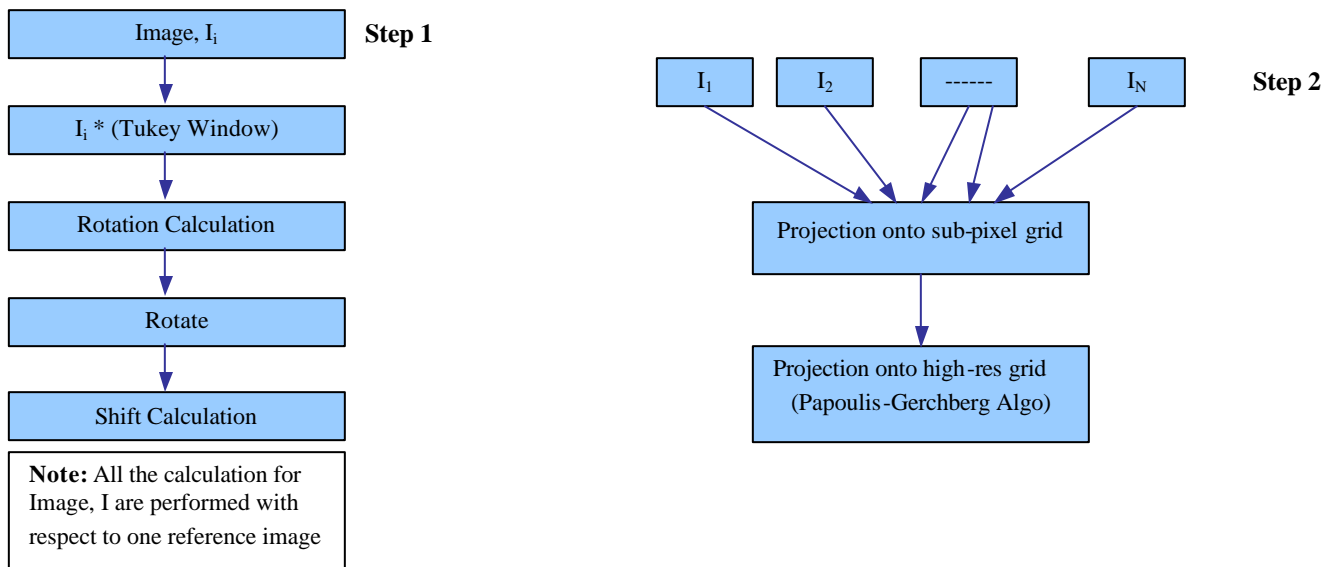 Image, Iᵢ
Step 1
Iᵢ * (Tukey Window)
Rotation Calculation
Rotate
Shift Calculation
Note: All the calculation for
Image, I are performed with
respect to one reference image
I₁
I₂
------
I_N
Step 2
Projection onto sub-pixel grid
Projection onto high-res grid
(Papoulis-Gerchberg Algo)